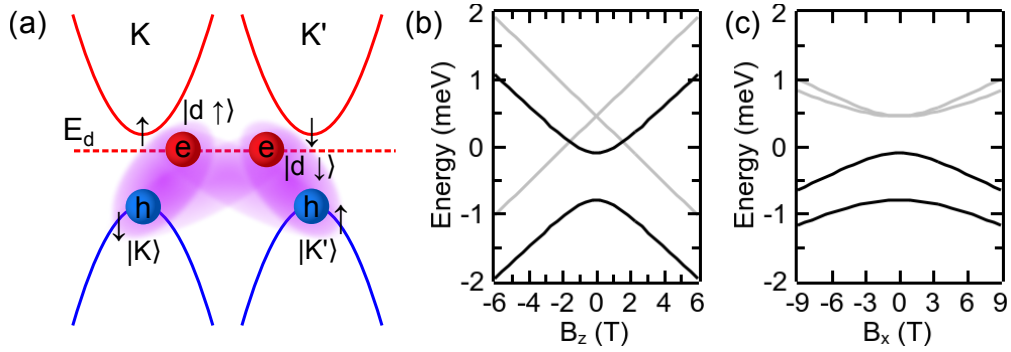 (a)
K
K'
E_d
↑
|d ↑⟩
↓
e
e
|d ↓⟩
h
h
↓
↑
|K⟩
|K'⟩
(b)
Energy (meV)
2
1
0
-1
-2
-6 -4 -2 0 2 4 6
B_z (T)
(c)
Energy (meV)
2
1
0
-1
-2
-9 -6 -3 0 3 6 9
B_x (T)